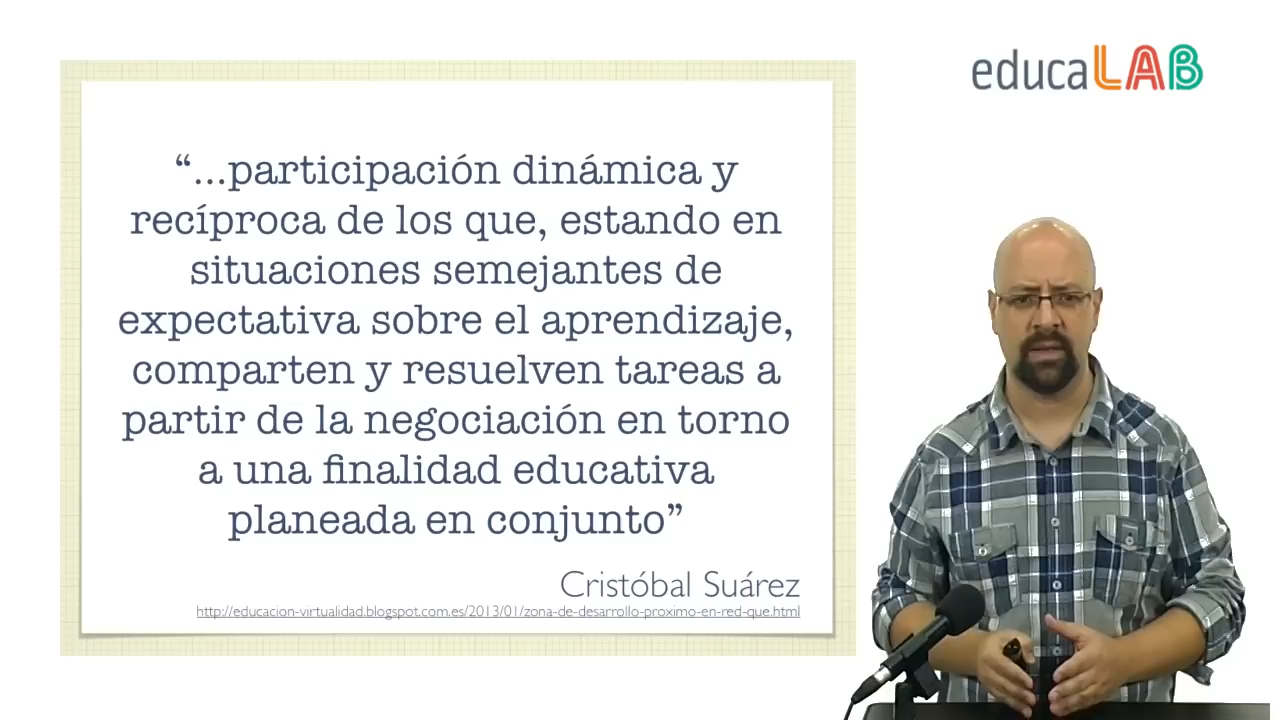 educaLAB
“...participación dinámica y
recíproca de los que, estando en
situaciones semejantes de
expectativa sobre el aprendizaje,
comparten y resuelven tareas a
partir de la negociación en torno
a una finalidad educativa
planeada en conjunto”
Cristóbal Suárez
http://educacion-virtualidad.blogspot.com.es/2013/01/zona-de-desarrollo-proximo-en-red-que.html